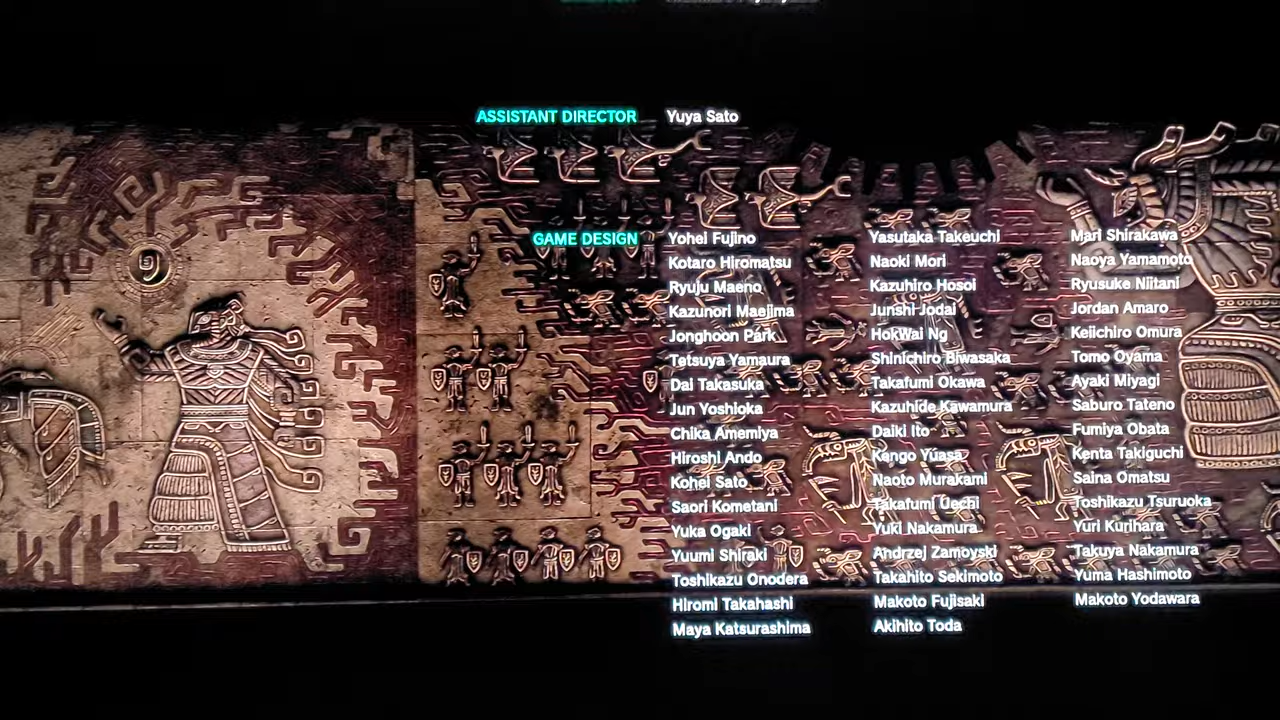 ASSISTANT DIRECTOR Yuya Sato
GAME DESIGN Yohei Fujino Yasutaka Takeuchi Mari Shirakawa
Kotaro Hiromatsu Naoki Mori Naoya Yamamoto
Ryuju Maeno Kazuhiro Hosoi Ryusuke Niitani
Kazunori Maejima Junshi Jodai Jordan Amaro
Jonghoon Park HokWai Ng Keiichiro Omura
Tetsuya Yamaura Shinichiro Biwasaka Tomo Oyama
Dai Takasuka Takafumi Okawa Ayaki Miyagi
Jun Yoshioka Kazuhide Kawamura Saburo Tateno
Chika Amemiya Daiki Ito Fumiya Obata
Hiroshi Ando Kengo Yuasa Kenta Takiguchi
Kohei Sato Naoto Murakami Saina Omatsu
Saori Kometani Takafumi Uechi Toshikazu Tsuruoka
Yuka Ogaki Yuki Nakamura Yuri Kurihara
Yuumi Shiraki Andrzej Zamoyski Takuya Nakamura
Toshikazu Onodera Takahito Sekimoto Yuma Hashimoto
Hiromi Takahashi Makoto Fujisaki Makoto Yodawara
Maya Katsurashima Akihito Toda